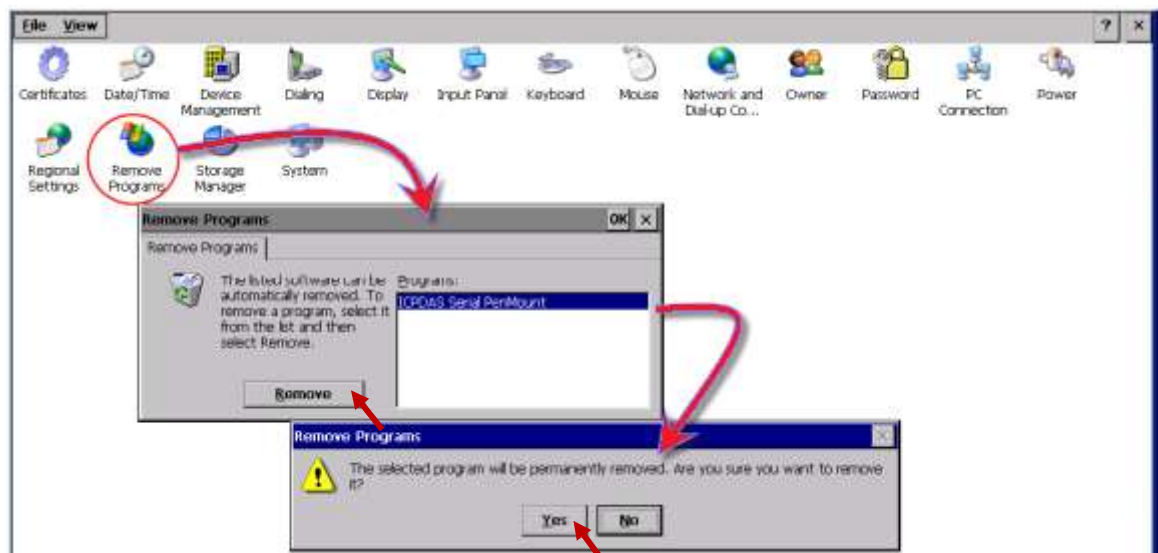 File View ? ×
Certificates Date/Time Device Management Dialing Display Input Panel Keyboard Mouse Network and Dial-up Co... Owner Password PC Connection Power
Regional Settings Remove Programs Storage Manager System
Remove Programs OK ×
Remove Programs
The listed software can be
automatically removed. To
remove a program, select it
from the list and then
select Remove.
Remove
Programs:
ICPDAS Serial PenMount
Remove Programs ×
The selected program will be permanently removed. Are you sure you want to remove
it?
Yes No